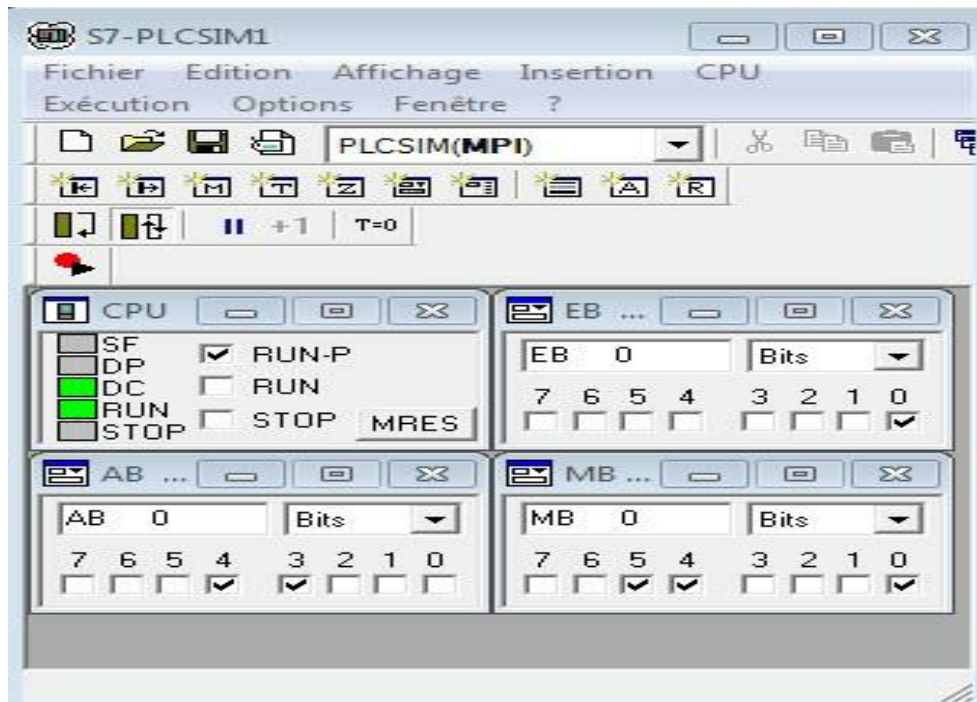 S7-PLCSIM1
Fichier Edition Affichage Insertion CPU
Exécution Options Fenêtre ?
PLCSIM(MPI)
M T Z A R
+1 T=0
CPU
SF
DP
DC
RUN
STOP
RUN-P
RUN
STOP MRES
EB ...
EB 0 Bits
7 6 5 4 3 2 1 0
AB ...
AB 0 Bits
7 6 5 4 3 2 1 0
MB ...
MB 0 Bits
7 6 5 4 3 2 1 0